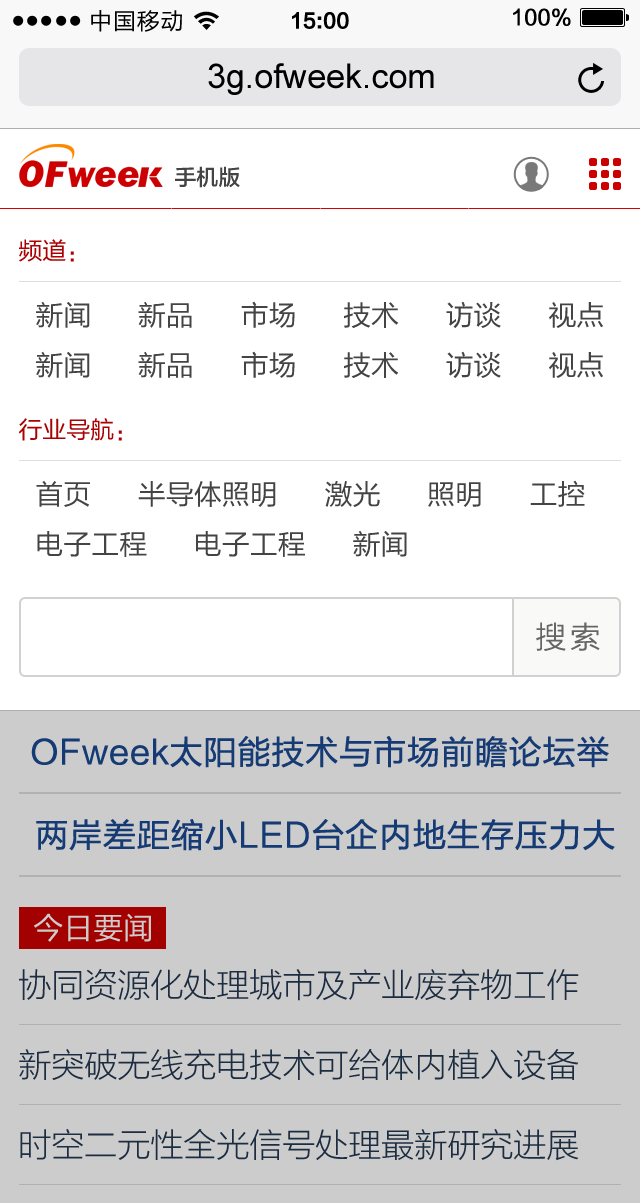 中国移动 15:00 100%
3g.ofweek.com
OFweek 手机版
频道：
新闻 新品 市场 技术 访谈 视点
新闻 新品 市场 技术 访谈 视点
行业导航：
首页 半导体照明 激光 照明 工控
电子工程 电子工程 新闻
搜索
OFweek太阳能技术与市场前瞻论坛举
两岸差距缩小LED台企内地生存压力大
今日要闻
协同资源化处理城市及产业废弃物工作
新突破无线充电技术可给体内植入设备
时空二元性全光信号处理最新研究进展